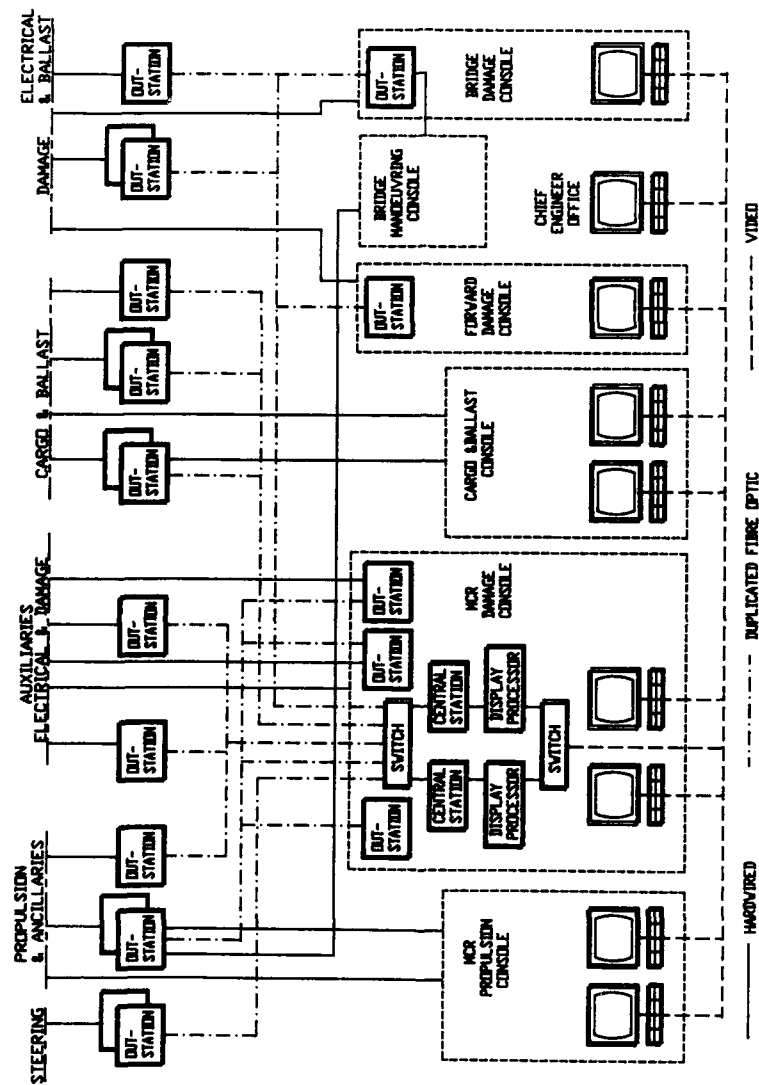 STEERING
PROPULSION
& ANCILLARIES
AUXILIARIES
ELECTRICAL & DAMAGE
CARGO & BALLAST
DAMAGE
ELECTRICAL
& BALLAST
OUT-
STATION
OUT-
STATION
OUT-
STATION
OUT-
STATION
OUT-
STATION
OUT-
STATION
OUT-
STATION
OUT-
STATION
OUT-
STATION
OUT-
STATION
OUT-
STATION
OUT-
STATION
OUT-
STATION
OUT-
STATION
OUT-
STATION
SWITCH
CENTRAL
STATION
CENTRAL
STATION
DISPLAY
PROCESSOR
DISPLAY
PROCESSOR
SWITCH
MCR
PROPULSION
CONSOLE
MCR
DAMAGE
CONSOLE
CARGO &BALLAST
CONSOLE
FORWARD
DAMAGE
CONSOLE
BRIDGE
MANOEUVRING
CONSOLE
CHIEF
ENGINEER
OFFICE
BRIDGE
DAMAGE
CONSOLE
HARDWIRED
DUPLICATED FIBRE OPTIC
VIDEO